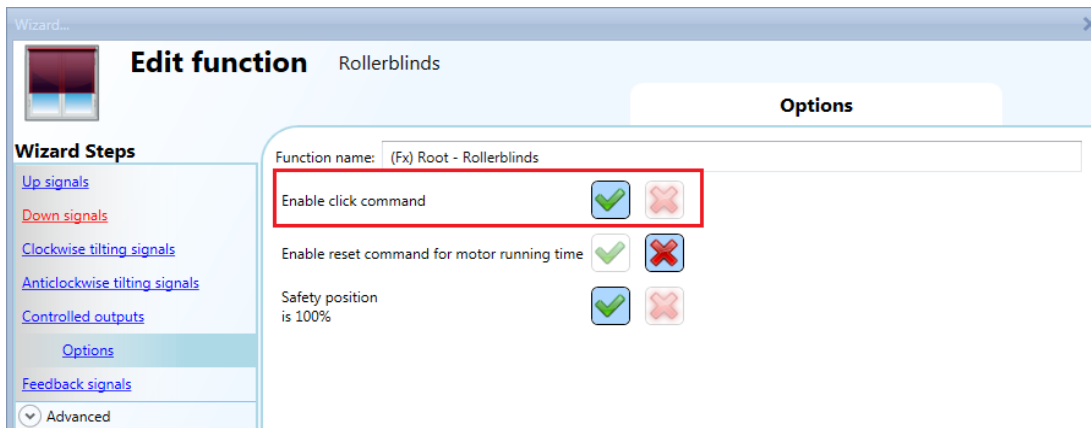 Wizard...
Edit function Rollerblinds
Options
Wizard Steps
Up signals
Down signals
Clockwise tilting signals
Anticlockwise tilting signals
Controlled outputs
Options
Feedback signals
Advanced
Function name: (Fx) Root - Rollerblinds
Enable click command
Enable reset command for motor running time
Safety position
is 100%